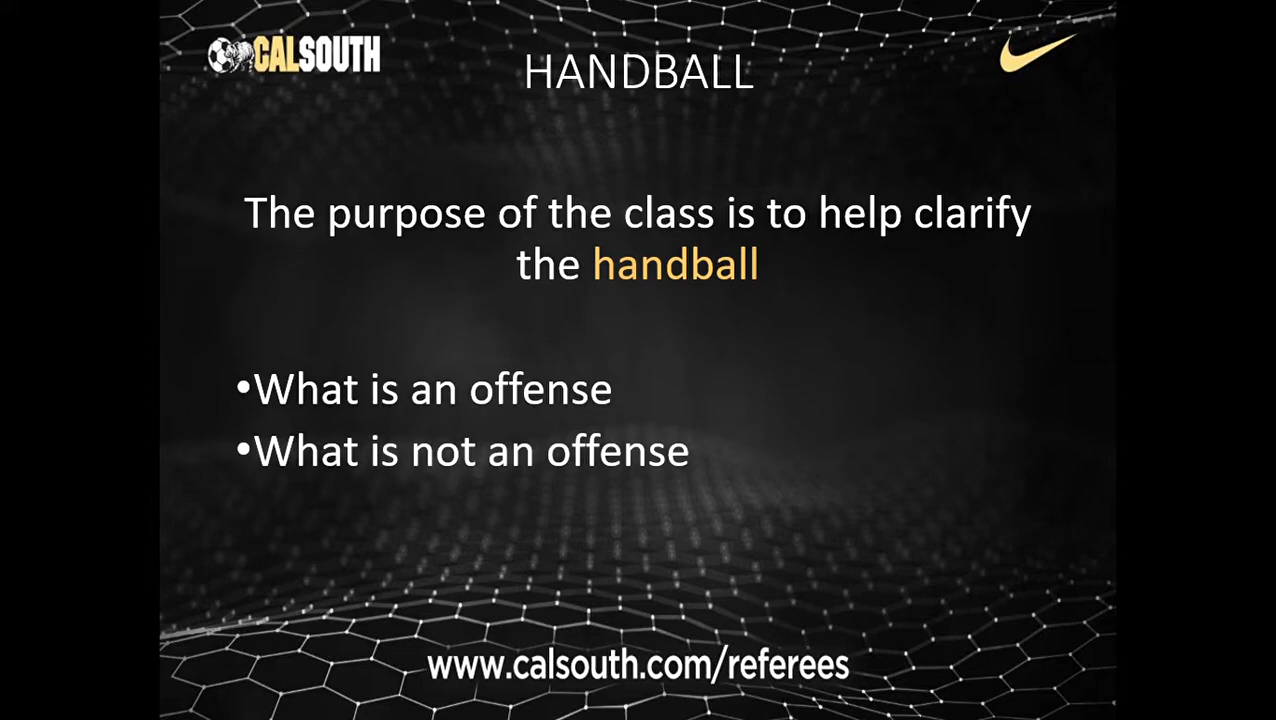 CALSOUTH
HANDBALL
The purpose of the class is to help clarify
the handball
•What is an offense
•What is not an offense
www.calsouth.com/referees